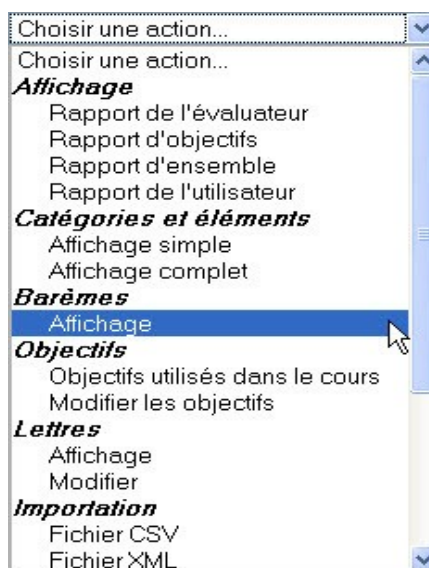 Choisir une action...
Choisir une action...
Affichage
Rapport de l'évaluateur
Rapport d'objectifs
Rapport d'ensemble
Rapport de l'utilisateur
Catégories et éléments
Affichage simple
Affichage complet
Barèmes
Affichage
Objectifs
Objectifs utilisés dans le cours
Modifier les objectifs
Lettres
Affichage
Modifier
Importation
Fichier CSV
Fichier XML